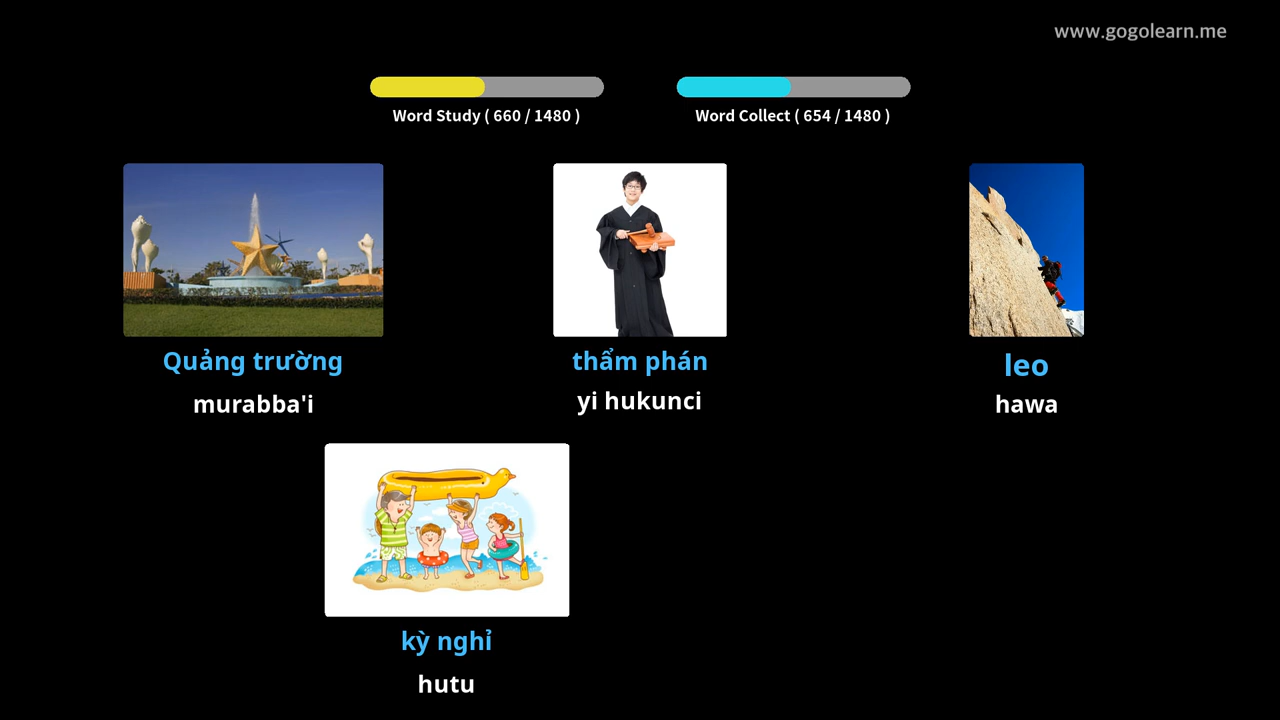 www.gogolearn.me
Word Study ( 660 / 1480 )
Word Collect ( 654 / 1480 )
Quảng trường
murabba'i
thẩm phán
yi hukunci
leo
hawa
kỳ nghỉ
hutu